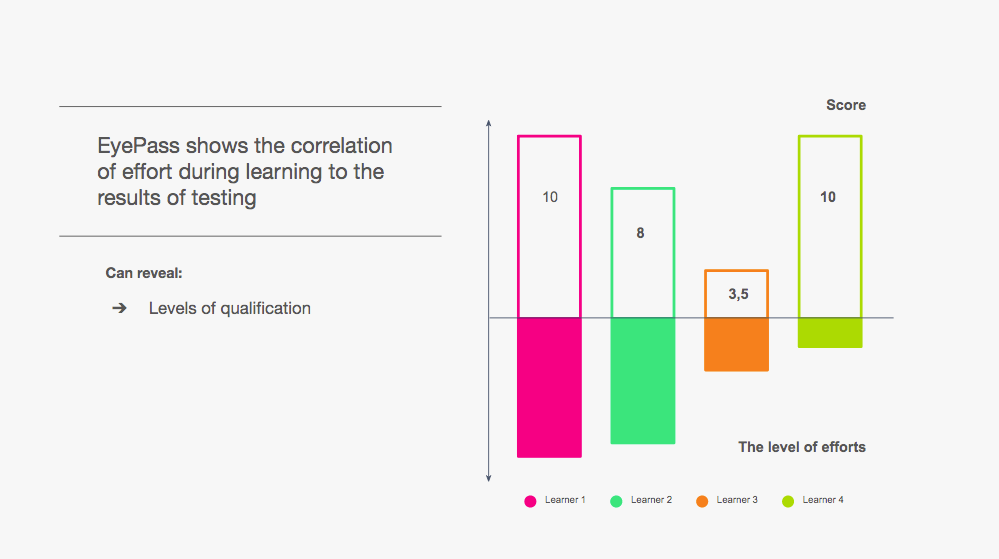 EyePass shows the correlation
of effort during learning to the
results of testing
Can reveal:
➔ Levels of qualification
Score
10
8
3,5
10
The level of efforts
Learner 1
Learner 2
Learner 3
Learner 4